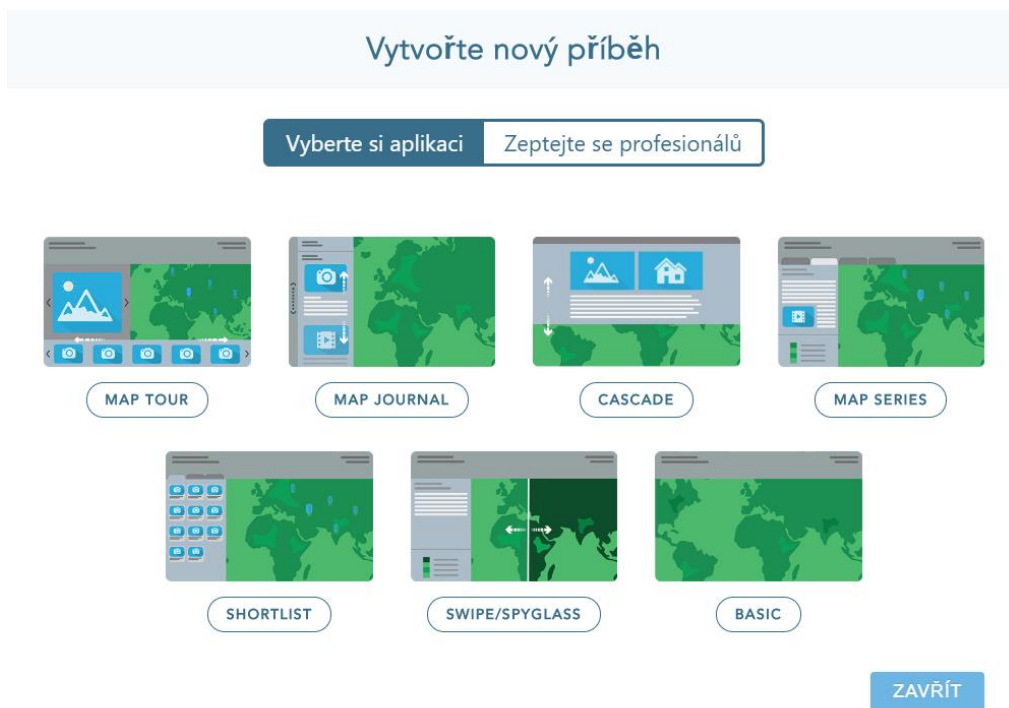 Vytvořte nový příběh
Vyberte si aplikaci Zeptejte se profesionálů
MAP TOUR MAP JOURNAL CASCADE MAP SERIES
SHORTLIST SWIPE/SPYGLASS BASIC
ZAVŘÍT